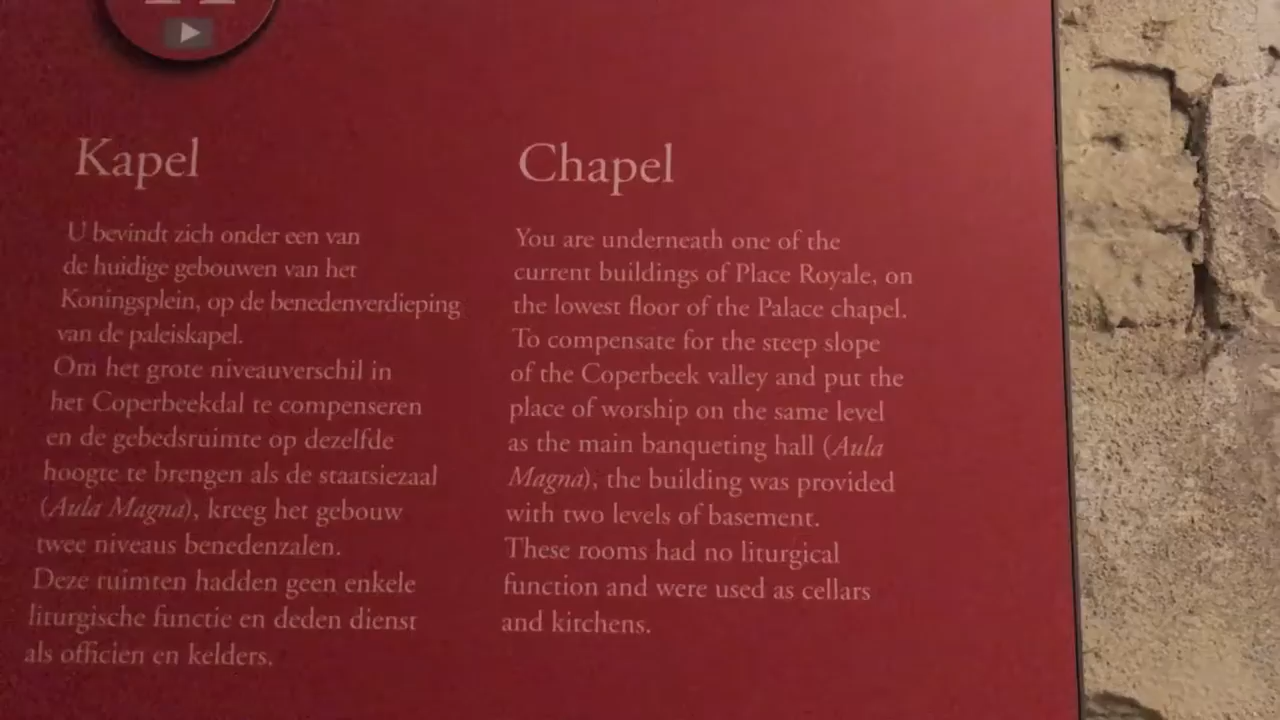 Kapel
U bevindt zich onder een van
de huidige gebouwen van het
Koningsplein, op de benedenverdieping
van de paleiskapel.
Om het grote niveauverschil in
het Coperbeekdal te compenseren
en de gebedsruimte op dezelfde
hoogte te brengen als de staatsiezaal
(Aula Magna), kreeg het gebouw
twee niveaus benedenzalen.
Deze ruimten hadden geen enkele
liturgische functie en deden dienst
als officien en kelders.
Chapel
You are underneath one of the
current buildings of Place Royale, on
the lowest floor of the Palace chapel.
To compensate for the steep slope
of the Coperbeek valley and put the
place of worship on the same level
as the main banqueting hall (Aula
Magna), the building was provided
with two levels of basement.
These rooms had no liturgical
function and were used as cellars
and kitchens.